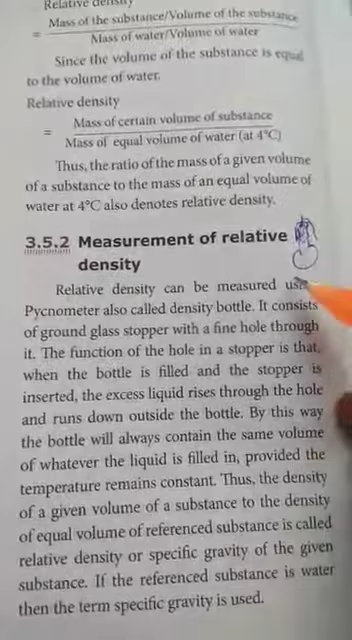 Relative density
= Mass of the substance/Volume of the substance
Mass of water/Volume of water
Since the volume of the substance is equal
to the volume of water.
Relative density
= Mass of certain volume of substance
Mass of equal volume of water (at 4°C)
Thus, the ratio of the mass of a given volume
of a substance to the mass of an equal volume of
water at 4°C also denotes relative density.
3.5.2 Measurement of relative
density
Relative density can be measured
Pycnometer also called density bottle. It consists
of ground glass stopper with a fine hole through
it. The function of the hole in a stopper is that,
when the bottle is filled and the stopper is
inserted, the excess liquid rises through the hole
and runs down outside the bottle. By this way
the bottle will always contain the same volume
of whatever the liquid is filled in, provided the
temperature remains constant. Thus, the density
of a given volume of a substance to the density
of equal volume of referenced substance is called
relative density or specific gravity of the given
substance. If the referenced substance is water
then the term specific gravity is used.